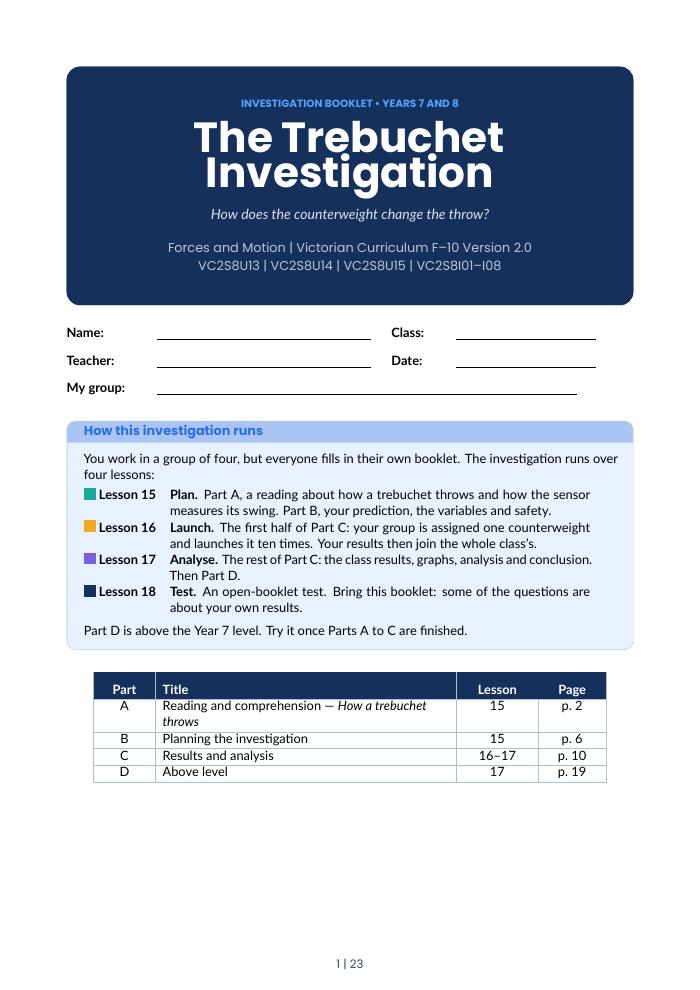 INVESTIGATION BOOKLET • YEARS 7 AND 8
The Trebuchet
Investigation
How does the counterweight change the throw?
Forces and Motion | Victorian Curriculum F–10 Version 2.0
VC2S8U13 | VC2S8U14 | VC2S8U15 | VC2S8I01–I08
Name: Class:
Teacher: Date:
My group:
How this investigation runs
You work in a group of four, but everyone fills in their own booklet. The investigation runs over
four lessons:
Lesson 15 Plan. Part A, a reading about how a trebuchet throws and how the sensor
measures its swing. Part B, your prediction, the variables and safety.
Lesson 16 Launch. The first half of Part C: your group is assigned one counterweight
and launches it ten times. Your results then join the whole class’s.
Lesson 17 Analyse. The rest of Part C: the class results, graphs, analysis and conclusion.
Then Part D.
Lesson 18 Test. An open-booklet test. Bring this booklet: some of the questions are
about your own results.
Part D is above the Year 7 level. Try it once Parts A to C are finished.
Part Title Lesson Page
A Reading and comprehension — How a trebuchet 15 p. 2
throws
B Planning the investigation 15 p. 6
C Results and analysis 16–17 p. 10
D Above level 17 p. 19
1 | 23